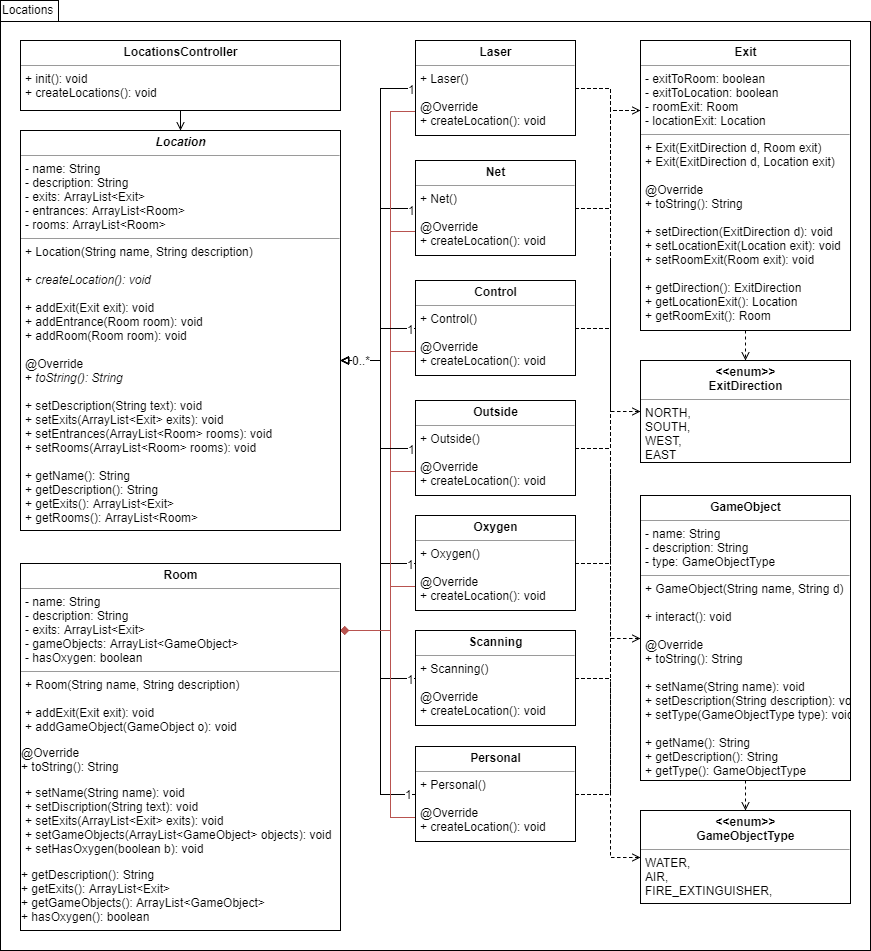 Locations
LocationsController
+ init(): void
+ createLocations(): void
Location
- name: String
- description: String
- exits: ArrayList<Exit>
- entrances: ArrayList<Room>
- rooms: ArrayList<Room>
+ Location(String name, String description)
+ createLocation(): void
+ addExit(Exit exit): void
+ addEntrance(Room room): void
+ addRoom(Room room): void
@Override
+ toString(): String
+ setDescription(String text): void
+ setExits(ArrayList<Exit> exits): void
+ setEntrances(ArrayList<Room> rooms): void
+ setRooms(ArrayList<Room> rooms): void
+ getName(): String
+ getDescription(): String
+ getExits(): ArrayList<Exit>
+ getRooms(): ArrayList<Room>
Room
- name: String
- description: String
- exits: ArrayList<Exit>
- gameObjects: ArrayList<GameObject>
- hasOxygen: boolean
+ Room(String name, String description)
+ addExit(Exit exit): void
+ addGameObject(GameObject o): void
@Override
+ toString(): String
+ setName(String name): void
+ setDiscription(String text): void
+ setExits(ArrayList<Exit> exits): void
+ setGameObjects(ArrayList<GameObject> objects): void
+ setHasOxygen(boolean b): void
+ getDescription(): String
+ getExits(): ArrayList<Exit>
+ getGameObjects(): ArrayList<GameObject>
+ hasOxygen(): boolean
0..*
1
1
1
1
1
1
1
Laser
+ Laser()
@Override
+ createLocation(): void
Net
+ Net()
@Override
+ createLocation(): void
Control
+ Control()
@Override
+ createLocation(): void
Outside
+ Outside()
@Override
+ createLocation(): void
Oxygen
+ Oxygen()
@Override
+ createLocation(): void
Scanning
+ Scanning()
@Override
+ createLocation(): void
Personal
+ Personal()
@Override
+ createLocation(): void
Exit
- exitToRoom: boolean
- exitToLocation: boolean
- roomExit: Room
- locationExit: Location
+ Exit(ExitDirection d, Room exit)
+ Exit(ExitDirection d, Location exit)
@Override
+ toString(): String
+ setDirection(ExitDirection d): void
+ setLocationExit(Location exit): void
+ setRoomExit(Room exit): void
+ getDirection(): ExitDirection
+ getLocationExit(): Location
+ getRoomExit(): Room
<<enum>>
ExitDirection
NORTH,
SOUTH,
WEST,
EAST
GameObject
- name: String
- description: String
- type: GameObjectType
+ GameObject(String name, String d)
+ interact(): void
@Override
+ toString(): String
+ setName(String name): void
+ setDescription(String description): vo
+ setType(GameObjectType type): void
+ getName(): String
+ getDescription(): String
+ getType(): GameObjectType
<<enum>>
GameObjectType
WATER,
AIR,
FIRE_EXTINGUISHER,